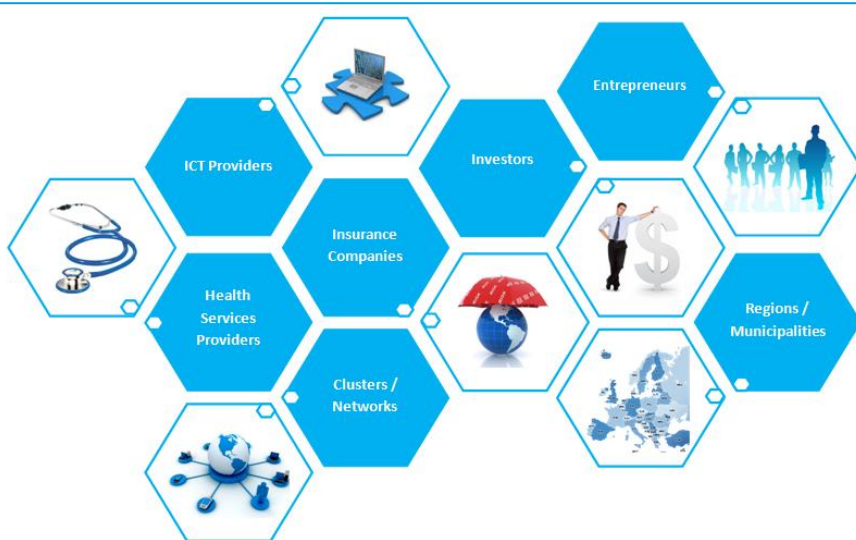 Entrepreneurs
ICT Providers
Investors
Insurance
Companies
Health
Services
Providers
Regions /
Municipalities
Clusters /
Networks